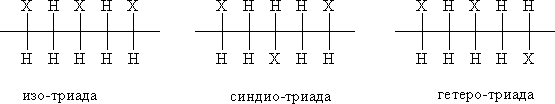 X H X H X X H H H X X H X H H
H H H H H H H X H H H H H H X
изо-триада синдио-триада гетеро-триада